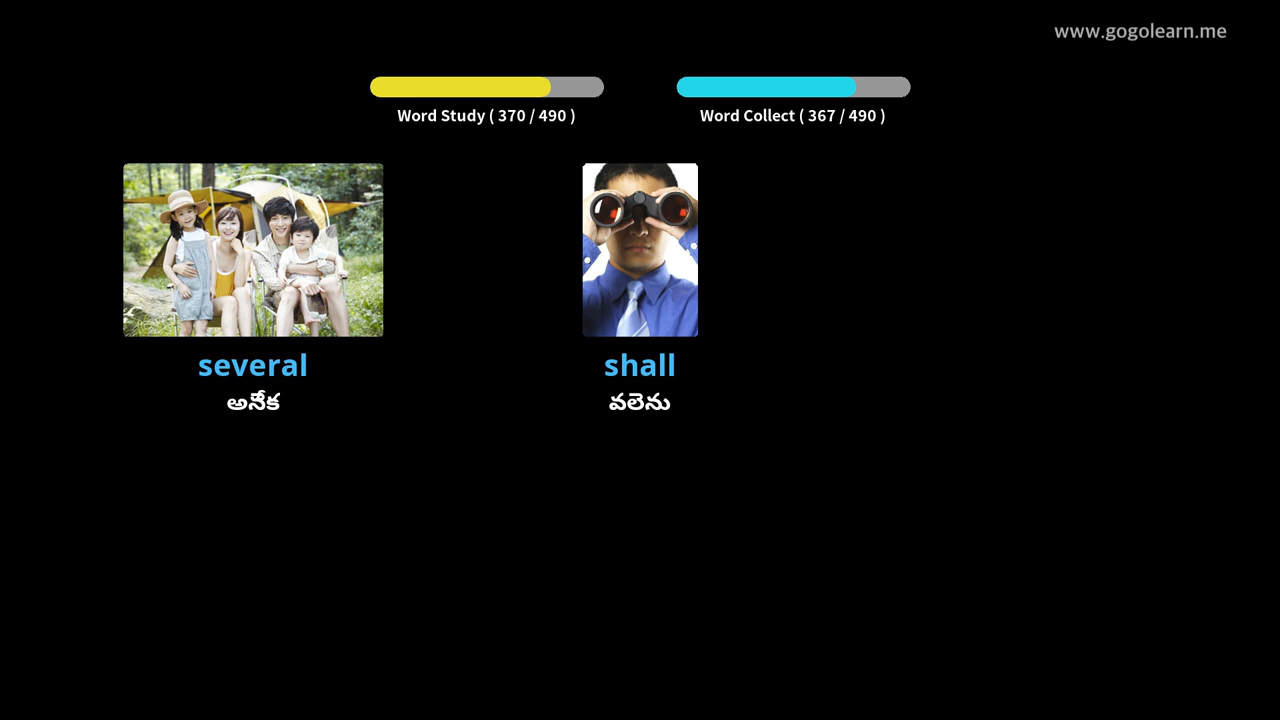 www.gogolearn.me
Word Study ( 370 / 490 )
Word Collect ( 367 / 490 )
several
అనేక
shall
వలెను